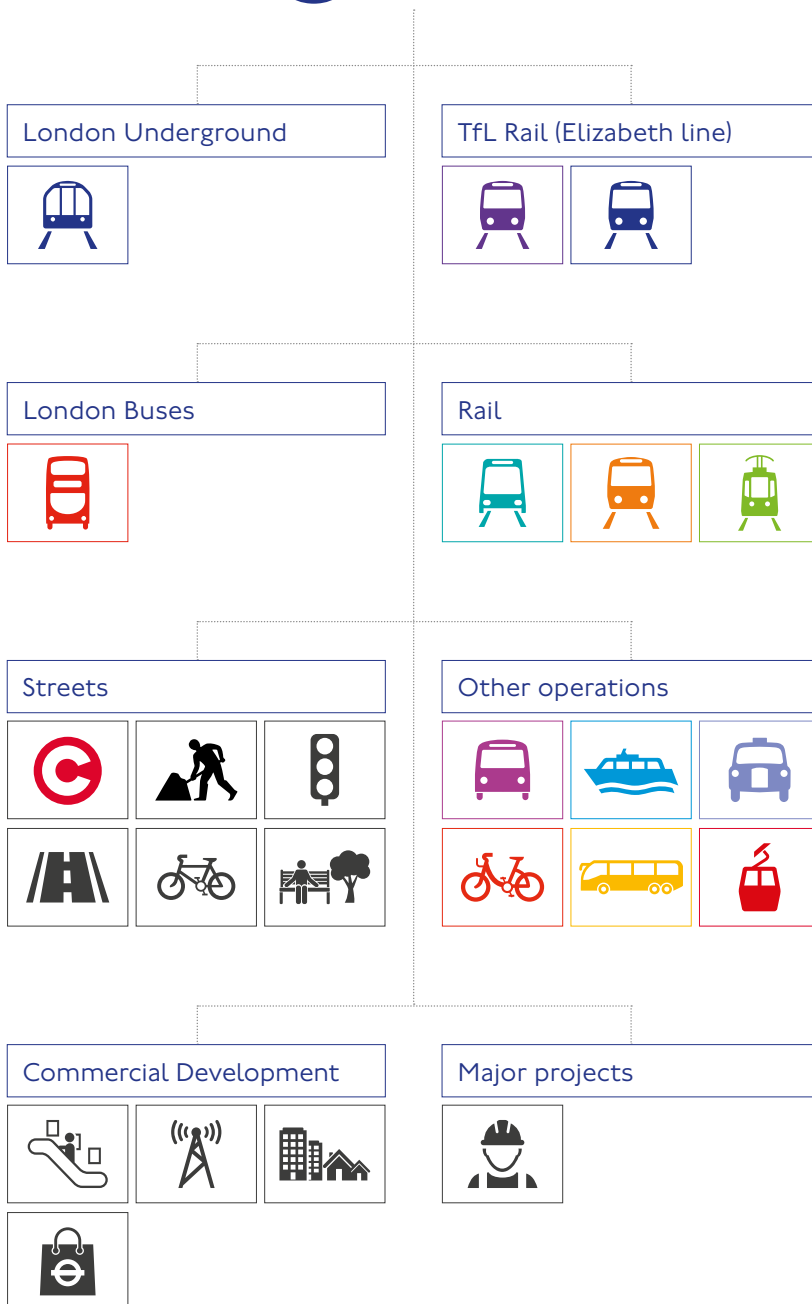 London Underground
TfL Rail (Elizabeth line)
London Buses
Rail
Streets
Other operations
Commercial Development
Major projects